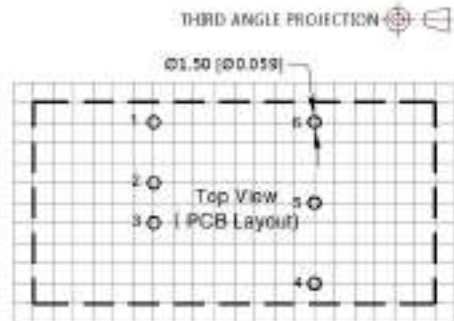 THIRD ANGLE PROJECTION
Ø1.50 [Ø0.059]
1
6
2
Top View
5
3
( PCB Layout)
4